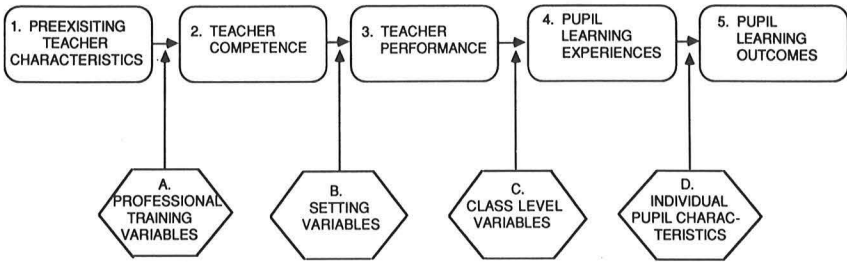 1. PREEXISITING
TEACHER
CHARACTERISTICS
2. TEACHER
COMPETENCE
3. TEACHER
PERFORMANCE
4. PUPIL
LEARNING
EXPERIENCES
5. PUPIL
LEARNING
OUTCOMES
A.
PROFESSIONAL
TRAINING
VARIABLES
B.
SETTING
VARIABLES
C.
CLASS LEVEL
VARIABLES
D.
INDIVIDUAL
PUPIL CHARAC-
TERISTICS